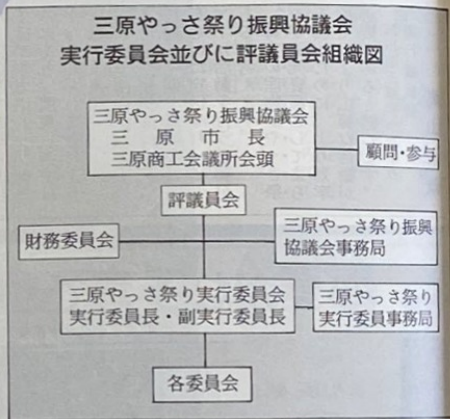 三原やっさ祭り振興協議会
実行委員会並びに評議員会組織図
三原やっさ祭り振興協議会
三原市長
三原商工会議所会頭
顧問・参与
評議員会
財務委員会
三原やっさ祭り振興
協議会事務局
三原やっさ祭り実行委員会
実行委員長・副実行委員長
三原やっさ祭り
実行委員事務局
各委員会